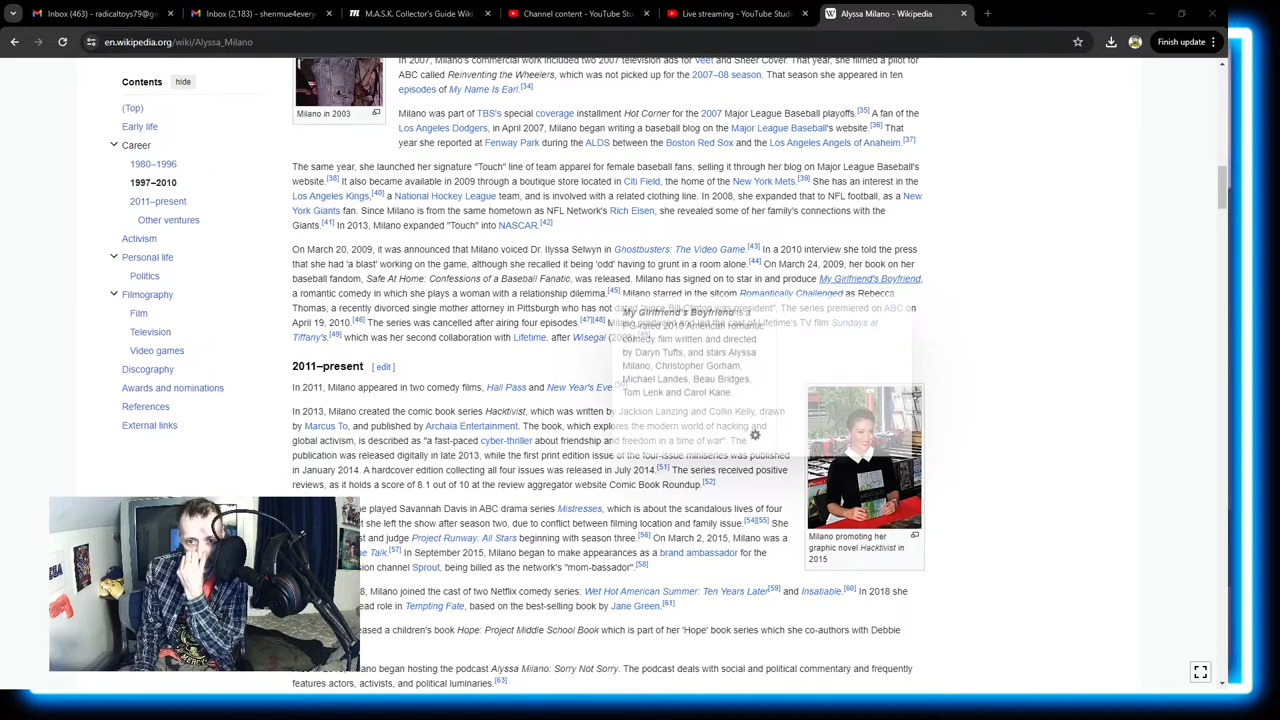 Inbox (463) - radicaltoys79@gm
Inbox (2,183) - shenmue4every
M.A.S.K. Collector's Guide Wiki
Channel content - YouTube Stu
Live streaming - YouTube Studio
Alyssa Milano - Wikipedia
en.wikipedia.org/wiki/Alyssa_Milano
Finish update
Contents hide
(Top)
Early life
Career
1980–1996
1997–2010
2011–present
Other ventures
Activism
Personal life
Politics
Filmography
Film
Television
Video games
Discography
Awards and nominations
References
External links
Milano in 2003
In 2007, Milano's commercial work included two 2007 television ads for Veet and Sheer Cover. That year, she filmed a pilot for
ABC called Reinventing the Wheelers, which was not picked up for the 2007–08 season. That season she appeared in ten
episodes of My Name Is Earl.[34]
Milano was part of TBS's special coverage installment Hot Corner for the 2007 Major League Baseball playoffs.[35] A fan of the
Los Angeles Dodgers, in April 2007, Milano began writing a baseball blog on the Major League Baseball's website.[36] That
year she reported at Fenway Park during the ALDS between the Boston Red Sox and the Los Angeles Angels of Anaheim.[37]
The same year, she launched her signature "Touch" line of team apparel for female baseball fans, selling it through her blog on Major League Baseball's
website.[38] It also became available in 2009 through a boutique store located in Citi Field, the home of the New York Mets.[39] She has an interest in the
Los Angeles Kings,[40] a National Hockey League team, and is involved with a related clothing line. In 2008, she expanded that to NFL football, as a New
York Giants fan. Since Milano is from the same hometown as NFL Network's Rich Eisen, she revealed some of her family's connections with the
Giants.[41] In 2013, Milano expanded "Touch" into NASCAR.[42]
On March 20, 2009, it was announced that Milano voiced Dr. Ilyssa Selwyn in Ghostbusters: The Video Game.[43] In a 2010 interview she told the press
that she had 'a blast' working on the game, although she recalled it being 'odd' having to grunt in a room alone.[44] On March 24, 2009, her book on her
baseball fandom, Safe At Home: Confessions of a Baseball Fanatic, was released. Milano has signed on to star in and produce My Girlfriend's Boyfriend,
a romantic comedy in which she plays a woman with a relationship dilemma.[45] Milano starred in the sitcom Romantically Challenged as Rebecca
Thomas, a recently divorced single mother attorney in Pittsburgh who has not dated "since Bill Clinton was president". The series premiered on ABC on
April 19, 2010.[46] The series was cancelled after airing four episodes.[47][48] Milano produced and led the cast of Lifetime's TV film Sundays at
Tiffany's,[49] which was her second collaboration with Lifetime. after Wisegal (2008).[49]
My Girlfriend's Boyfriend is a
PG-rated 2010 American romantic
comedy film written and directed
by Daryn Tufts, and stars Alyssa
Milano, Christopher Gorham,
Michael Landes, Beau Bridges,
Tom Lenk and Carol Kane.
2011–present [ edit ]
In 2011, Milano appeared in two comedy films, Hall Pass and New Year's Eve.[50]
In 2013, Milano created the comic book series Hacktivist, which was written by Jackson Lanzing and Collin Kelly, drawn
by Marcus To, and published by Archaia Entertainment. The book, which explores the modern world of hacking and
global activism, is described as "a fast-paced cyber-thriller about friendship and freedom in a time of war". The
publication was released digitally in late 2013, while the first print edition issue of the four-issue miniseries was published
in January 2014. A hardcover edition collecting all four issues was released in July 2014.[51] The series received positive
reviews, as it holds a score of 8.1 out of 10 at the review aggregator website Comic Book Roundup.[52]
Milano promoting her
graphic novel Hacktivist in
2015
e played Savannah Davis in ABC drama series Mistresses, which is about the scandalous lives of four
t she left the show after season two, due to conflict between filming location and family issue.[54][55] She
st and judge Project Runway: All Stars beginning with season three.[56] On March 2, 2015, Milano was a
e Talk.[57] In September 2015, Milano began to make appearances as a brand ambassador for the
sion channel Sprout, being billed as the network's "mom-bassador".[58]
8, Milano joined the cast of two Netflix comedy series: Wet Hot American Summer: Ten Years Later[59] and Insatiable.[60] In 2018 she
ead role in Tempting Fate, based on the best-selling book by Jane Green.[61]
eased a children's book Hope: Project Middle School Book which is part of her 'Hope' book series which she co-authors with Debbie
ilano began hosting the podcast Alyssa Milano: Sorry Not Sorry. The podcast deals with social and political commentary and frequently
features actors, activists, and political luminaries.[63]